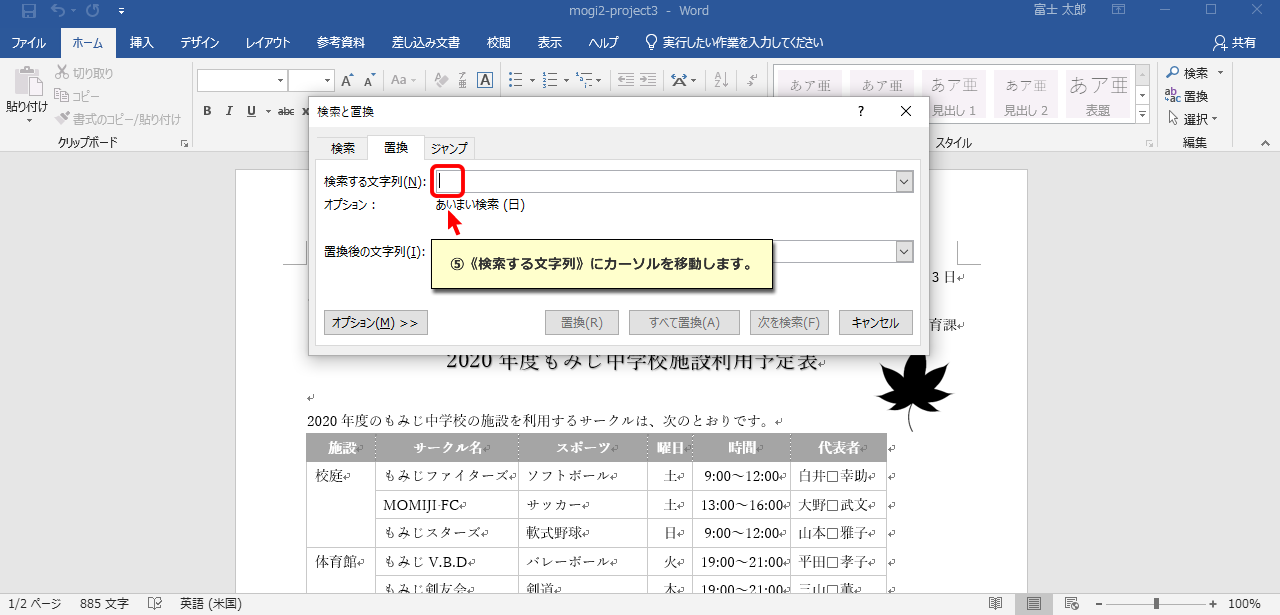 mogi2-project3 - Word
富士 太郎
ファイル ホーム 挿入 デザイン レイアウト 参考資料 差し込み文書 校閲 表示 ヘルプ 実行したい作業を入力してください 共有
貼り付け
切り取り
コピー
書式のコピー/貼り付け
クリップボード
B I U abc x
Aa A
あア亜 あア亜 あア亜 あア亜 あア亜
見出し 1 見出し 2 表題
スタイル
検索
置換
選択
編集
検索と置換
検索 置換 ジャンプ
検索する文字列(N):
オプション : あいまい検索 (日)
置換後の文字列(I):
⑤《検索する文字列》にカーソルを移動します。
オプション(M) >> 置換(R) すべて置換(A) 次を検索(F) キャンセル
3 日
育課
2020 年度もみじ中学校施設利用予定表
2020 年度のもみじ中学校の施設を利用するサークルは、次のとおりです。
施設 サークル名 スポーツ 曜日 時間 代表者
校庭 もみじファイターズ ソフトボール 土 9:00～12:00 白井□幸助
MOMIJI-FC サッカー 土 13:00～16:00 大野□武文
もみじスターズ 軟式野球 日 9:00～12:00 山本□雅子
体育館 もみじ V.B.D バレーボール 火 19:00～21:00 平田□孝子
もみじ剣友会 剣道 木 19:00～21:00 三山□薫
1/2 ページ 885 文字 英語 (米国) 100%